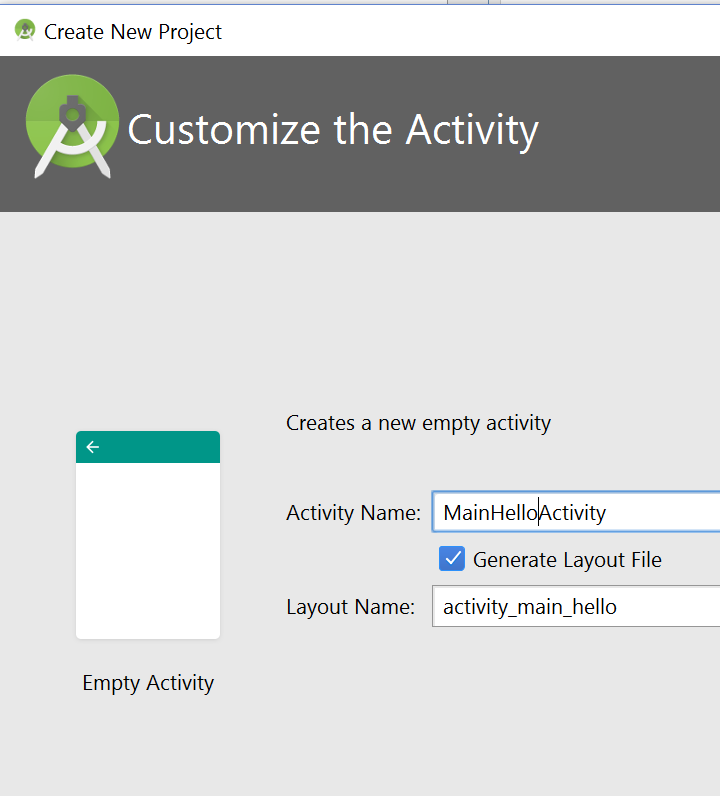 Create New Project
Customize the Activity
Creates a new empty activity
Activity Name: MainHelloActivity
Generate Layout File
Layout Name: activity_main_hello
Empty Activity